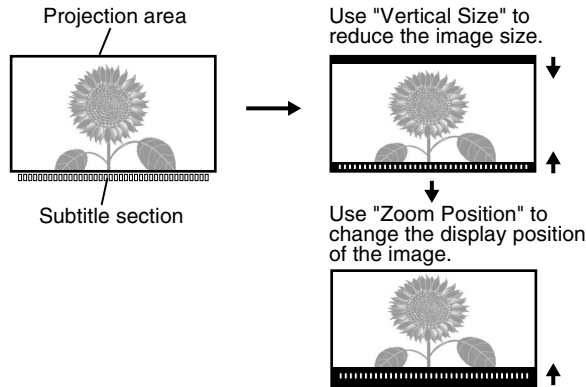 Projection area
Subtitle section
Use "Vertical Size" to
reduce the image size.
Use "Zoom Position" to
change the display position
of the image.